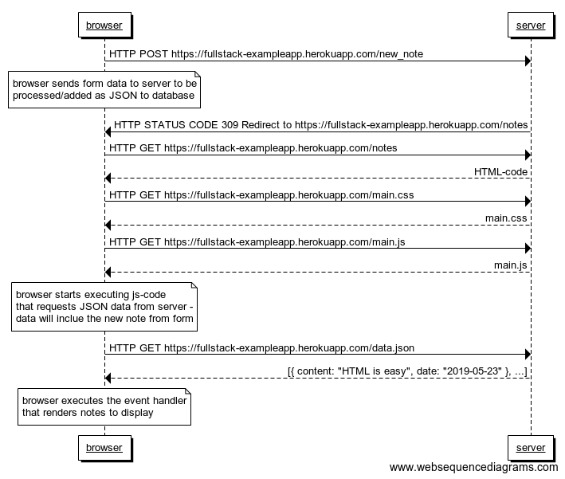 browser
server
HTTP POST https://fullstack-exampleapp.herokuapp.com/new_note
browser sends form data to server to be
processed/added as JSON to database
HTTP STATUS CODE 309 Redirect to https://fullstack-exampleapp.herokuapp.com/notes
HTTP GET https://fullstack-exampleapp.herokuapp.com/notes
HTML-code
HTTP GET https://fullstack-exampleapp.herokuapp.com/main.css
main.css
HTTP GET https://fullstack-exampleapp.herokuapp.com/main.js
main.js
browser starts executing js-code
that requests JSON data from server -
data will inclue the new note from form
HTTP GET https://fullstack-exampleapp.herokuapp.com/data.json
[{ content: "HTML is easy", date: "2019-05-23" }, ...]
browser executes the event handler
that renders notes to display
browser
server
www.websequencediagrams.com